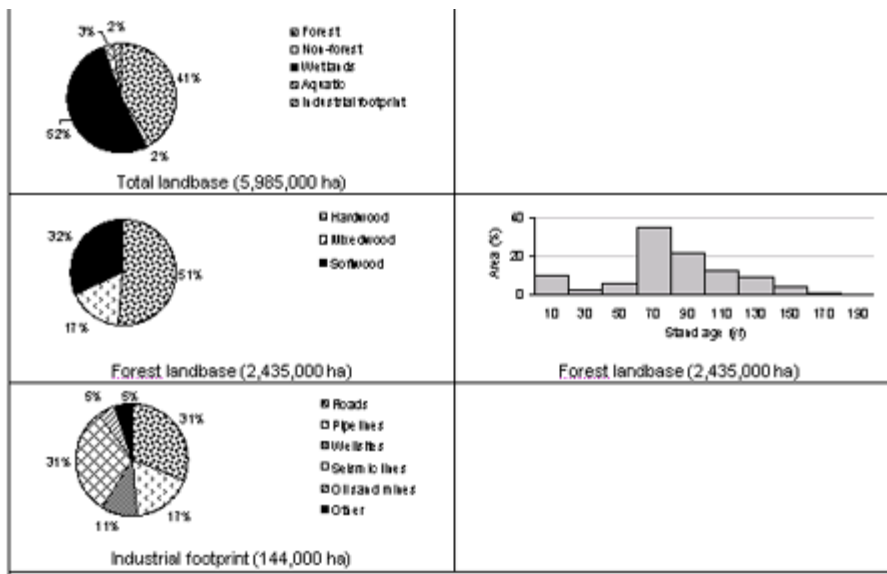 3% 2%
Forest
Non-forest
Wetlands
Aquatic
Industrial footprint
41%
52%
2%
Total landbase (5,985,000 ha)
32%
51%
17%
Hardwood
Mixedwood
Softwood
Forest landbase (2,435,000 ha)
Area (%)
40
20
0
10 30 50 70 90 110 130 150 170 190
Stand age (yr)
Forest landbase (2,435,000 ha)
5% 5%
31%
31%
11%
17%
Roads
Pipelines
Wellsites
Seismic lines
Oilsand mines
Other
Industrial footprint (144,000 ha)